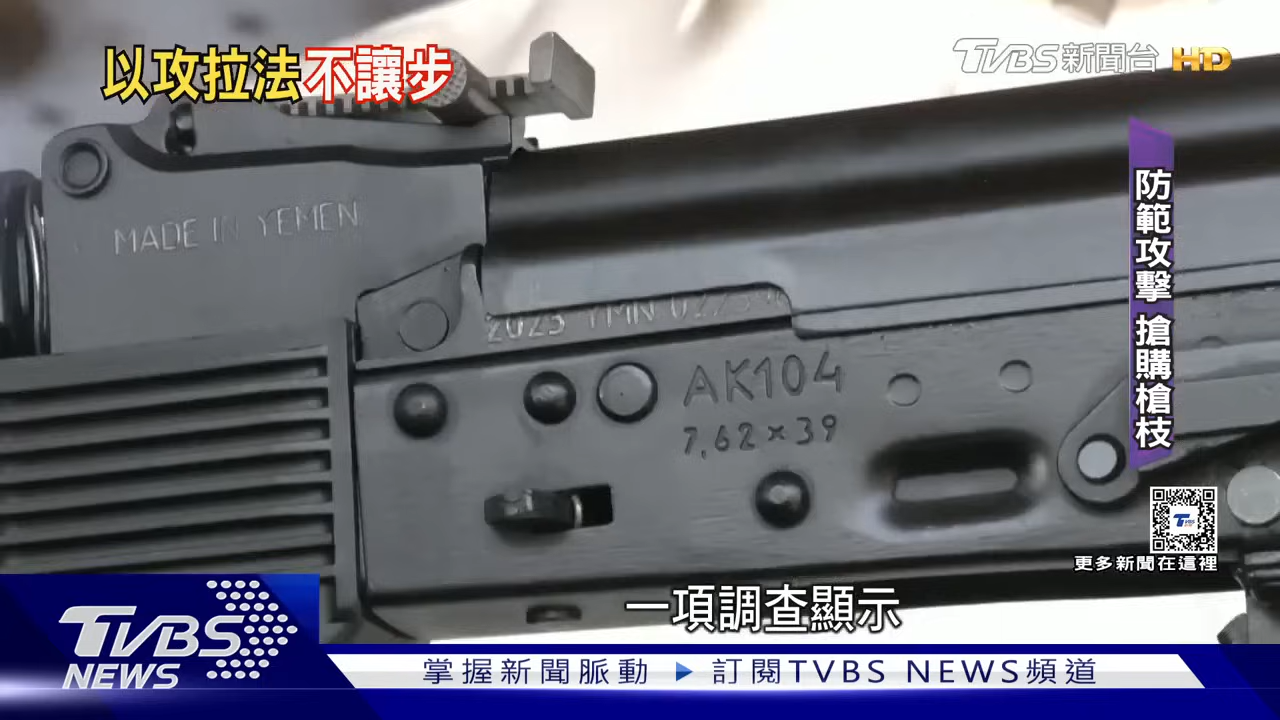 以攻拉法不讓步
TVBS新聞台 HD
防範攻擊 搶購槍枝
MADE IN YEMEN
2023 YMN
AK104
7.62×39
TVBS
更多新聞在這裡
一項調查顯示
TVBS
NEWS
掌握新聞脈動 訂閱TVBS NEWS頻道